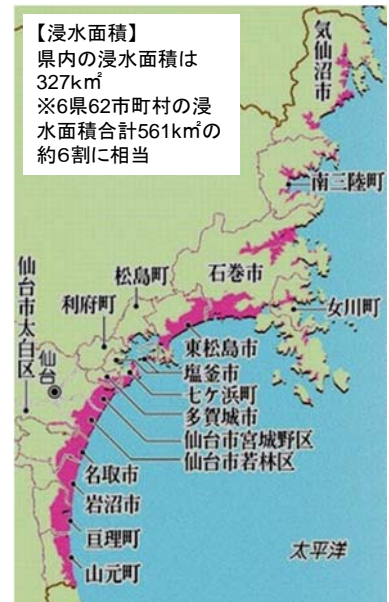 【浸水面積】
県内の浸水面積は
327k㎡
※6県62市町村の浸
水面積合計561k㎡の
約6割に相当
気仙沼市
南三陸町
石巻市
松島町
女川町
利府町
仙台市太白区
仙台
東松島市
塩釜市
七ケ浜町
多賀城市
仙台市宮城野区
仙台市若林区
名取市
岩沼市
亘理町
山元町
太平洋